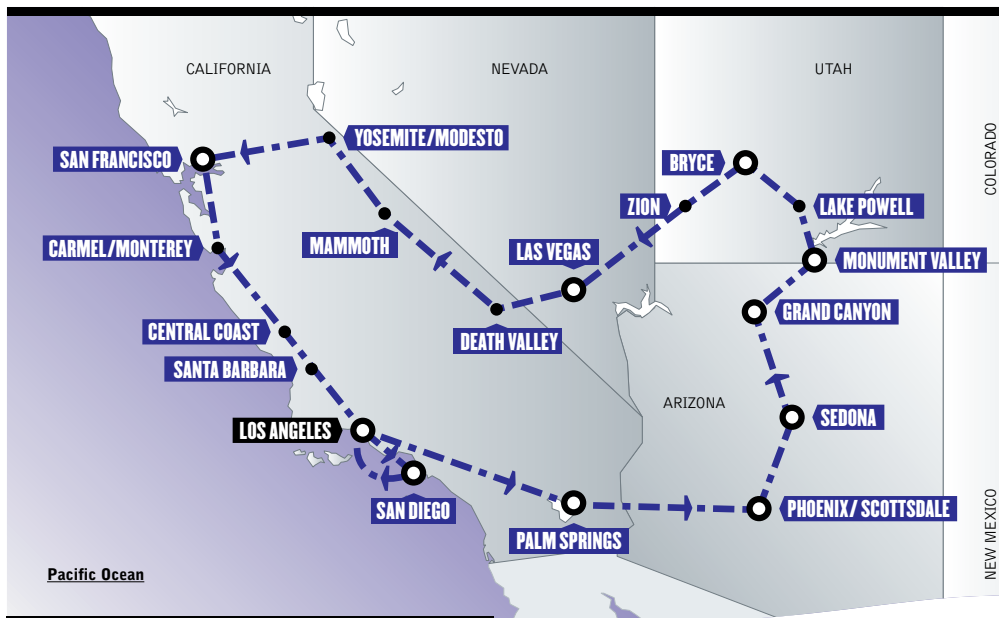 CALIFORNIA
NEVADA
UTAH
COLORADO
YOSEMITE/MODESTO
SAN FRANCISCO
BRYCE
ZION
LAKE POWELL
CARMEL/MONTEREY
MAMMOTH
LAS VEGAS
MONUMENT VALLEY
GRAND CANYON
CENTRAL COAST
DEATH VALLEY
SANTA BARBARA
ARIZONA
LOS ANGELES
SEDONA
SAN DIEGO
PHOENIX/ SCOTTSDALE
PALM SPRINGS
NEW MEXICO
Pacific Ocean